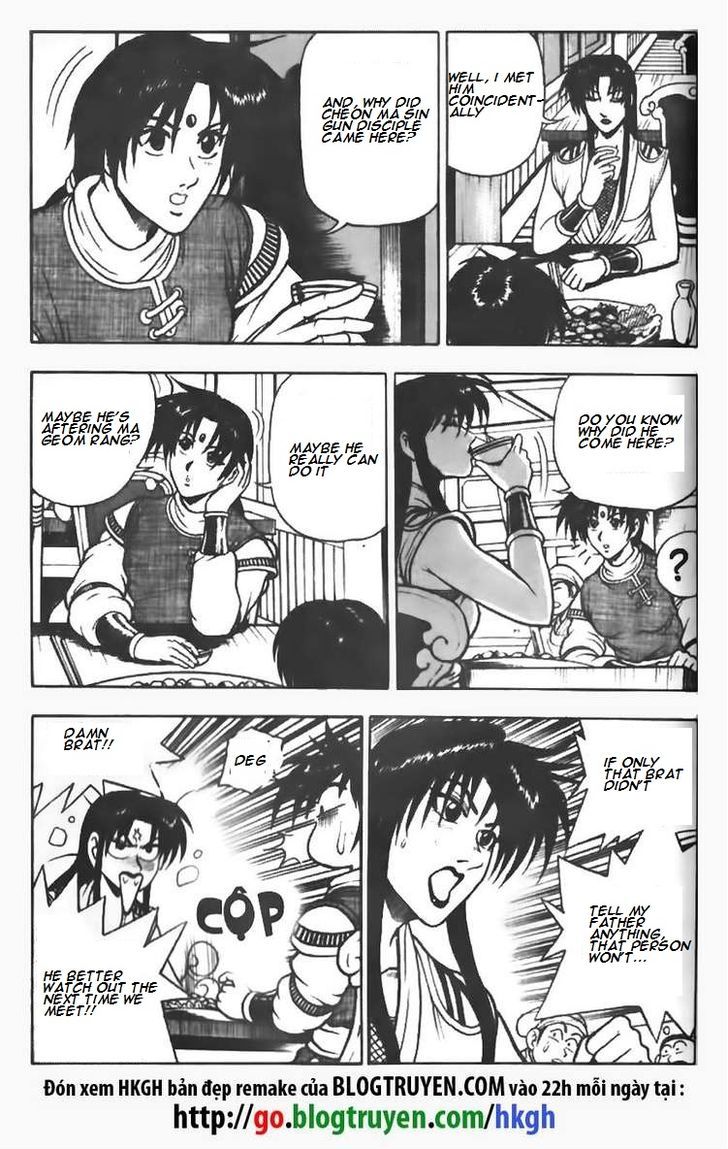 WELL, I MET
HIM
COINCIDENT-
ALLY
AND, WHY DID
CHEON MA SIN
GUN DISCIPLE
CAME HERE?
DO YOU KNOW
WHY DID HE
COME HERE?
?
MAYBE HE
REALLY CAN
DO IT
MAYBE HE'S
AFTERING MA
GEOM RANG?
IF ONLY
THAT BRAT
DIDN'T
TELL MY
FATHER
ANYTHING,
THAT PERSON
WON'T...
DEG
DAMN
BRAT!!
CỘP
HE BETTER
WATCH OUT THE
NEXT TIME WE
MEET!!
Đón xem HKGH bản đẹp remake của BLOGTRUYEN.COM vào 22h mỗi ngày tại :
http://go.blogtruyen.com/hkgh